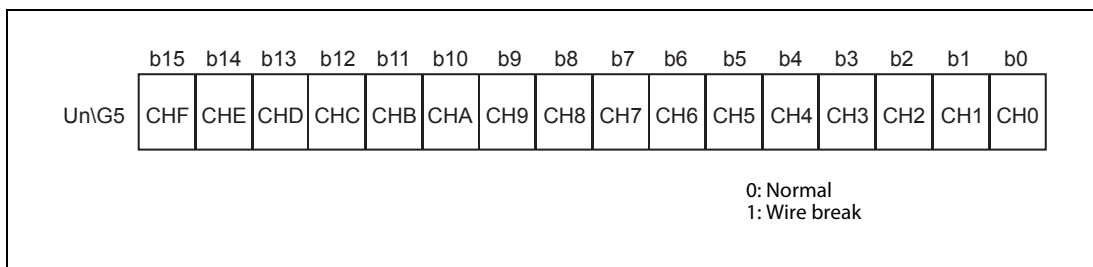 b15 b14 b13 b12 b11 b10 b9 b8 b7 b6 b5 b4 b3 b2 b1 b0
Un\G5 CHF CHE CHD CHC CHB CHA CH9 CH8 CH7 CH6 CH5 CH4 CH3 CH2 CH1 CH0
0: Normal
1: Wire break